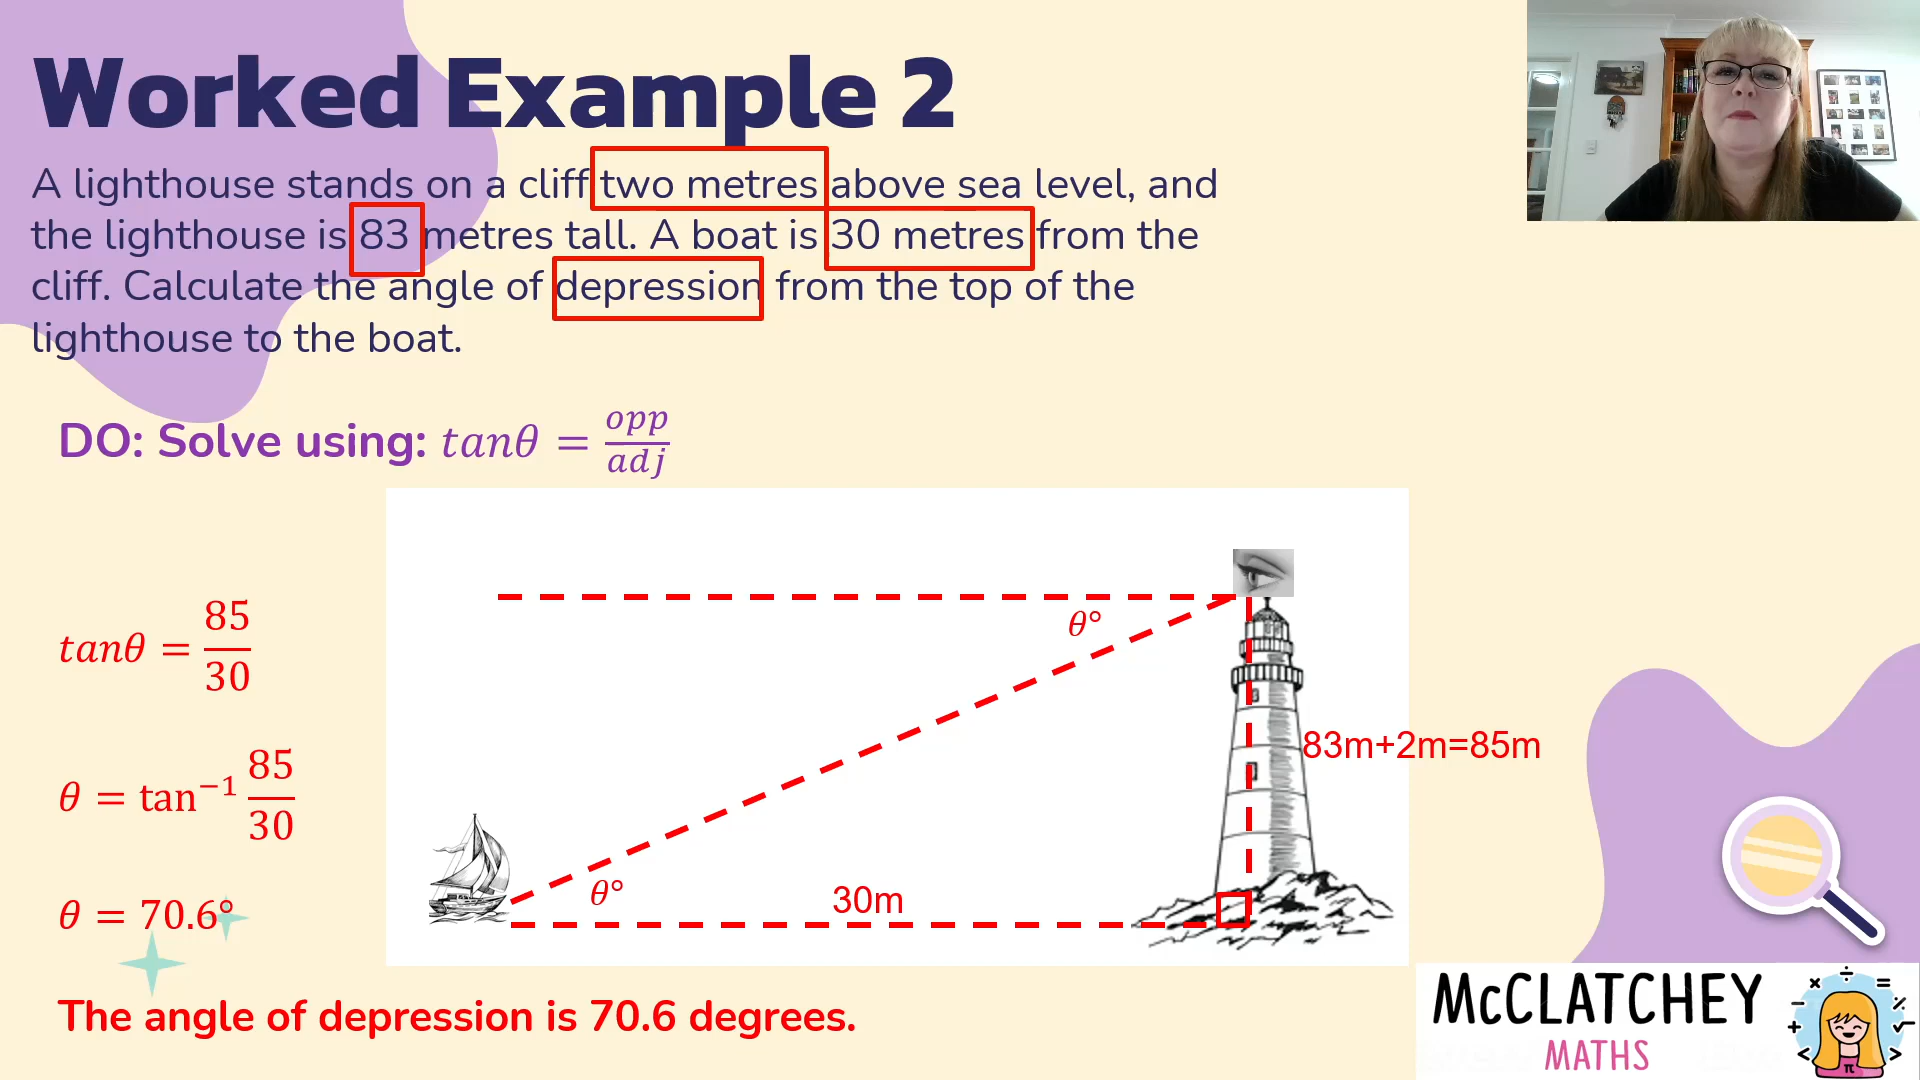 Worked Example 2
A lighthouse stands on a cliff two metres above sea level, and
the lighthouse is 83 metres tall. A boat is 30 metres from the
cliff. Calculate the angle of depression from the top of the
lighthouse to the boat.
DO: Solve using: tanθ = opp/adj
tanθ = 85/30
θ = tan⁻¹ 85/30
θ = 70.6°
θ°
83m+2m=85m
θ°
30m
The angle of depression is 70.6 degrees.
McCLATCHEY
MATHS
π